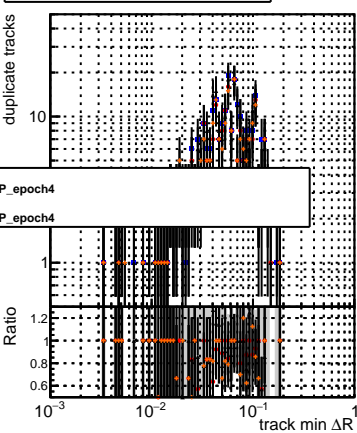 duplicate tracks
10
P_epoch4
P_epoch4
1
Ratio
1.2
1
0.8
0.6
10⁻³
10⁻²
10⁻¹
1
track min ΔR